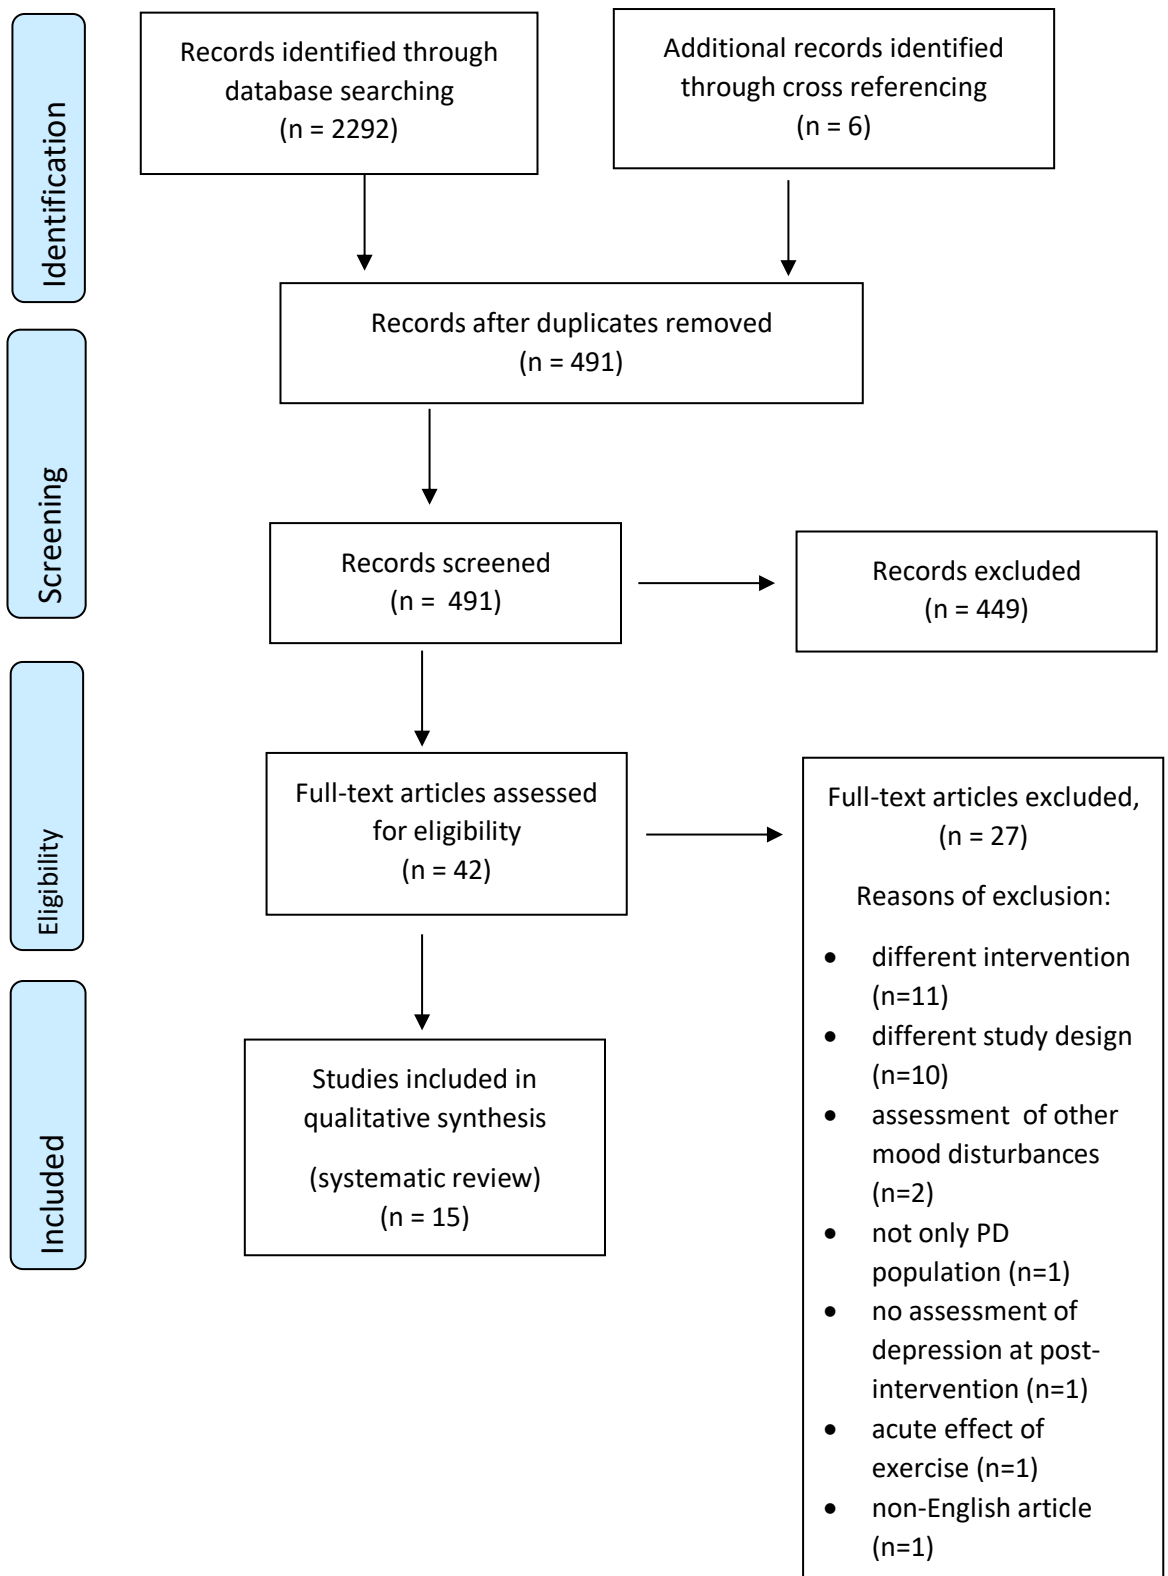 Identification
Records identified through
database searching
(n = 2292)
Additional records identified
through cross referencing
(n = 6)
Records after duplicates removed
(n = 491)
Screening
Records screened
(n =  491)
Records excluded
(n = 449)
Eligibility
Full-text articles assessed
for eligibility
(n = 42)
Full-text articles excluded,
(n = 27)
Reasons of exclusion:
• different intervention
(n=11)
• different study design
(n=10)
• assessment  of other
mood disturbances
(n=2)
• not only PD
population (n=1)
• no assessment of
depression at post-
intervention (n=1)
• acute effect of
exercise (n=1)
• non-English article
(n=1)
Included
Studies included in
qualitative synthesis
(systematic review)
(n = 15)